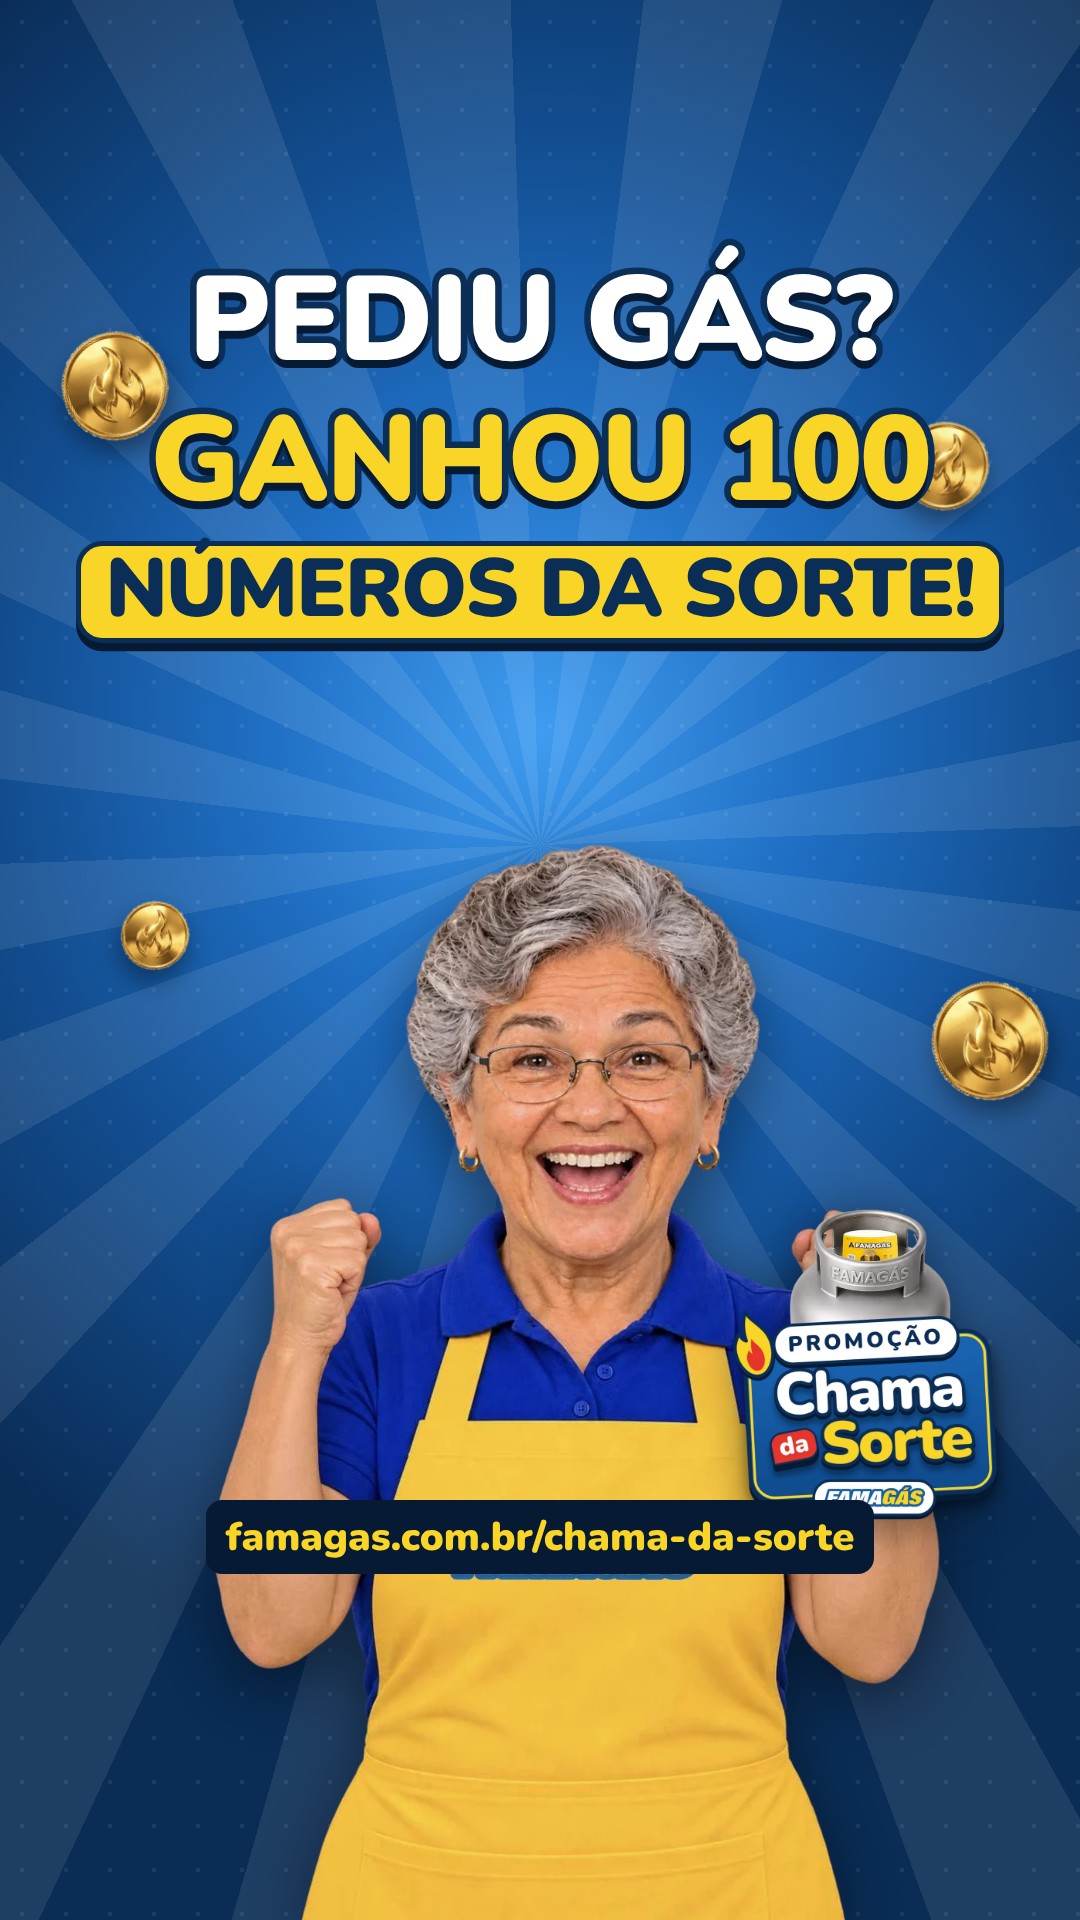 PEDIU GÁS?
GANHOU 100
NÚMEROS DA SORTE!
A FAMAGÁS
FAMAGÁS
PROMOÇÃO
Chama
da Sorte
FAMAGÁS
famagas.com.br/chama-da-sorte